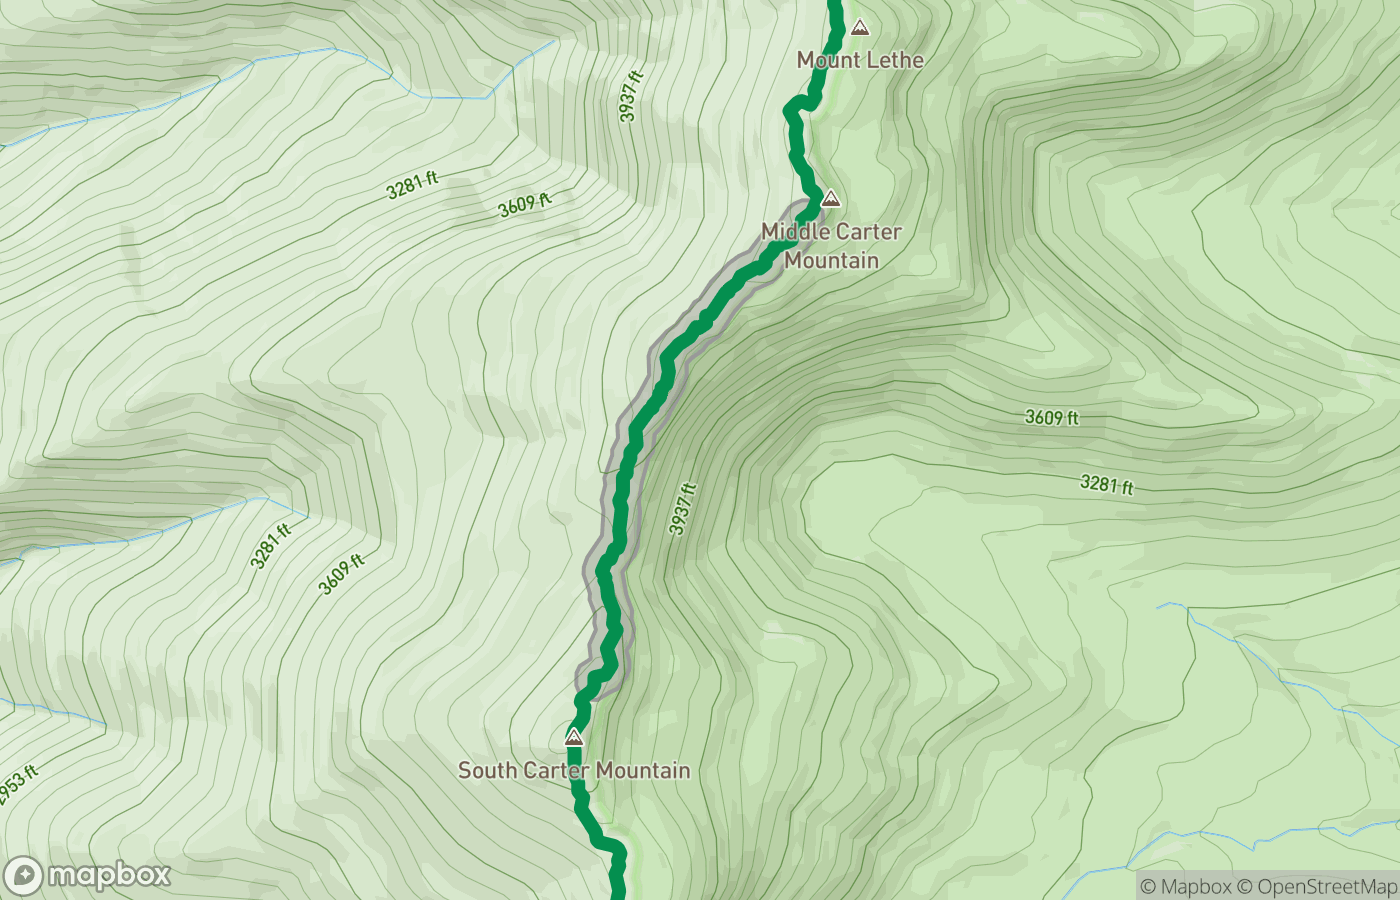 Mount Lethe
3937 ft
3281 ft
3609 ft
Middle Carter
Mountain
3609 ft
3281 ft
3937 ft
3281 ft
3609 ft
South Carter Mountain
2953 ft
mapbox
© Mapbox © OpenStreetMap